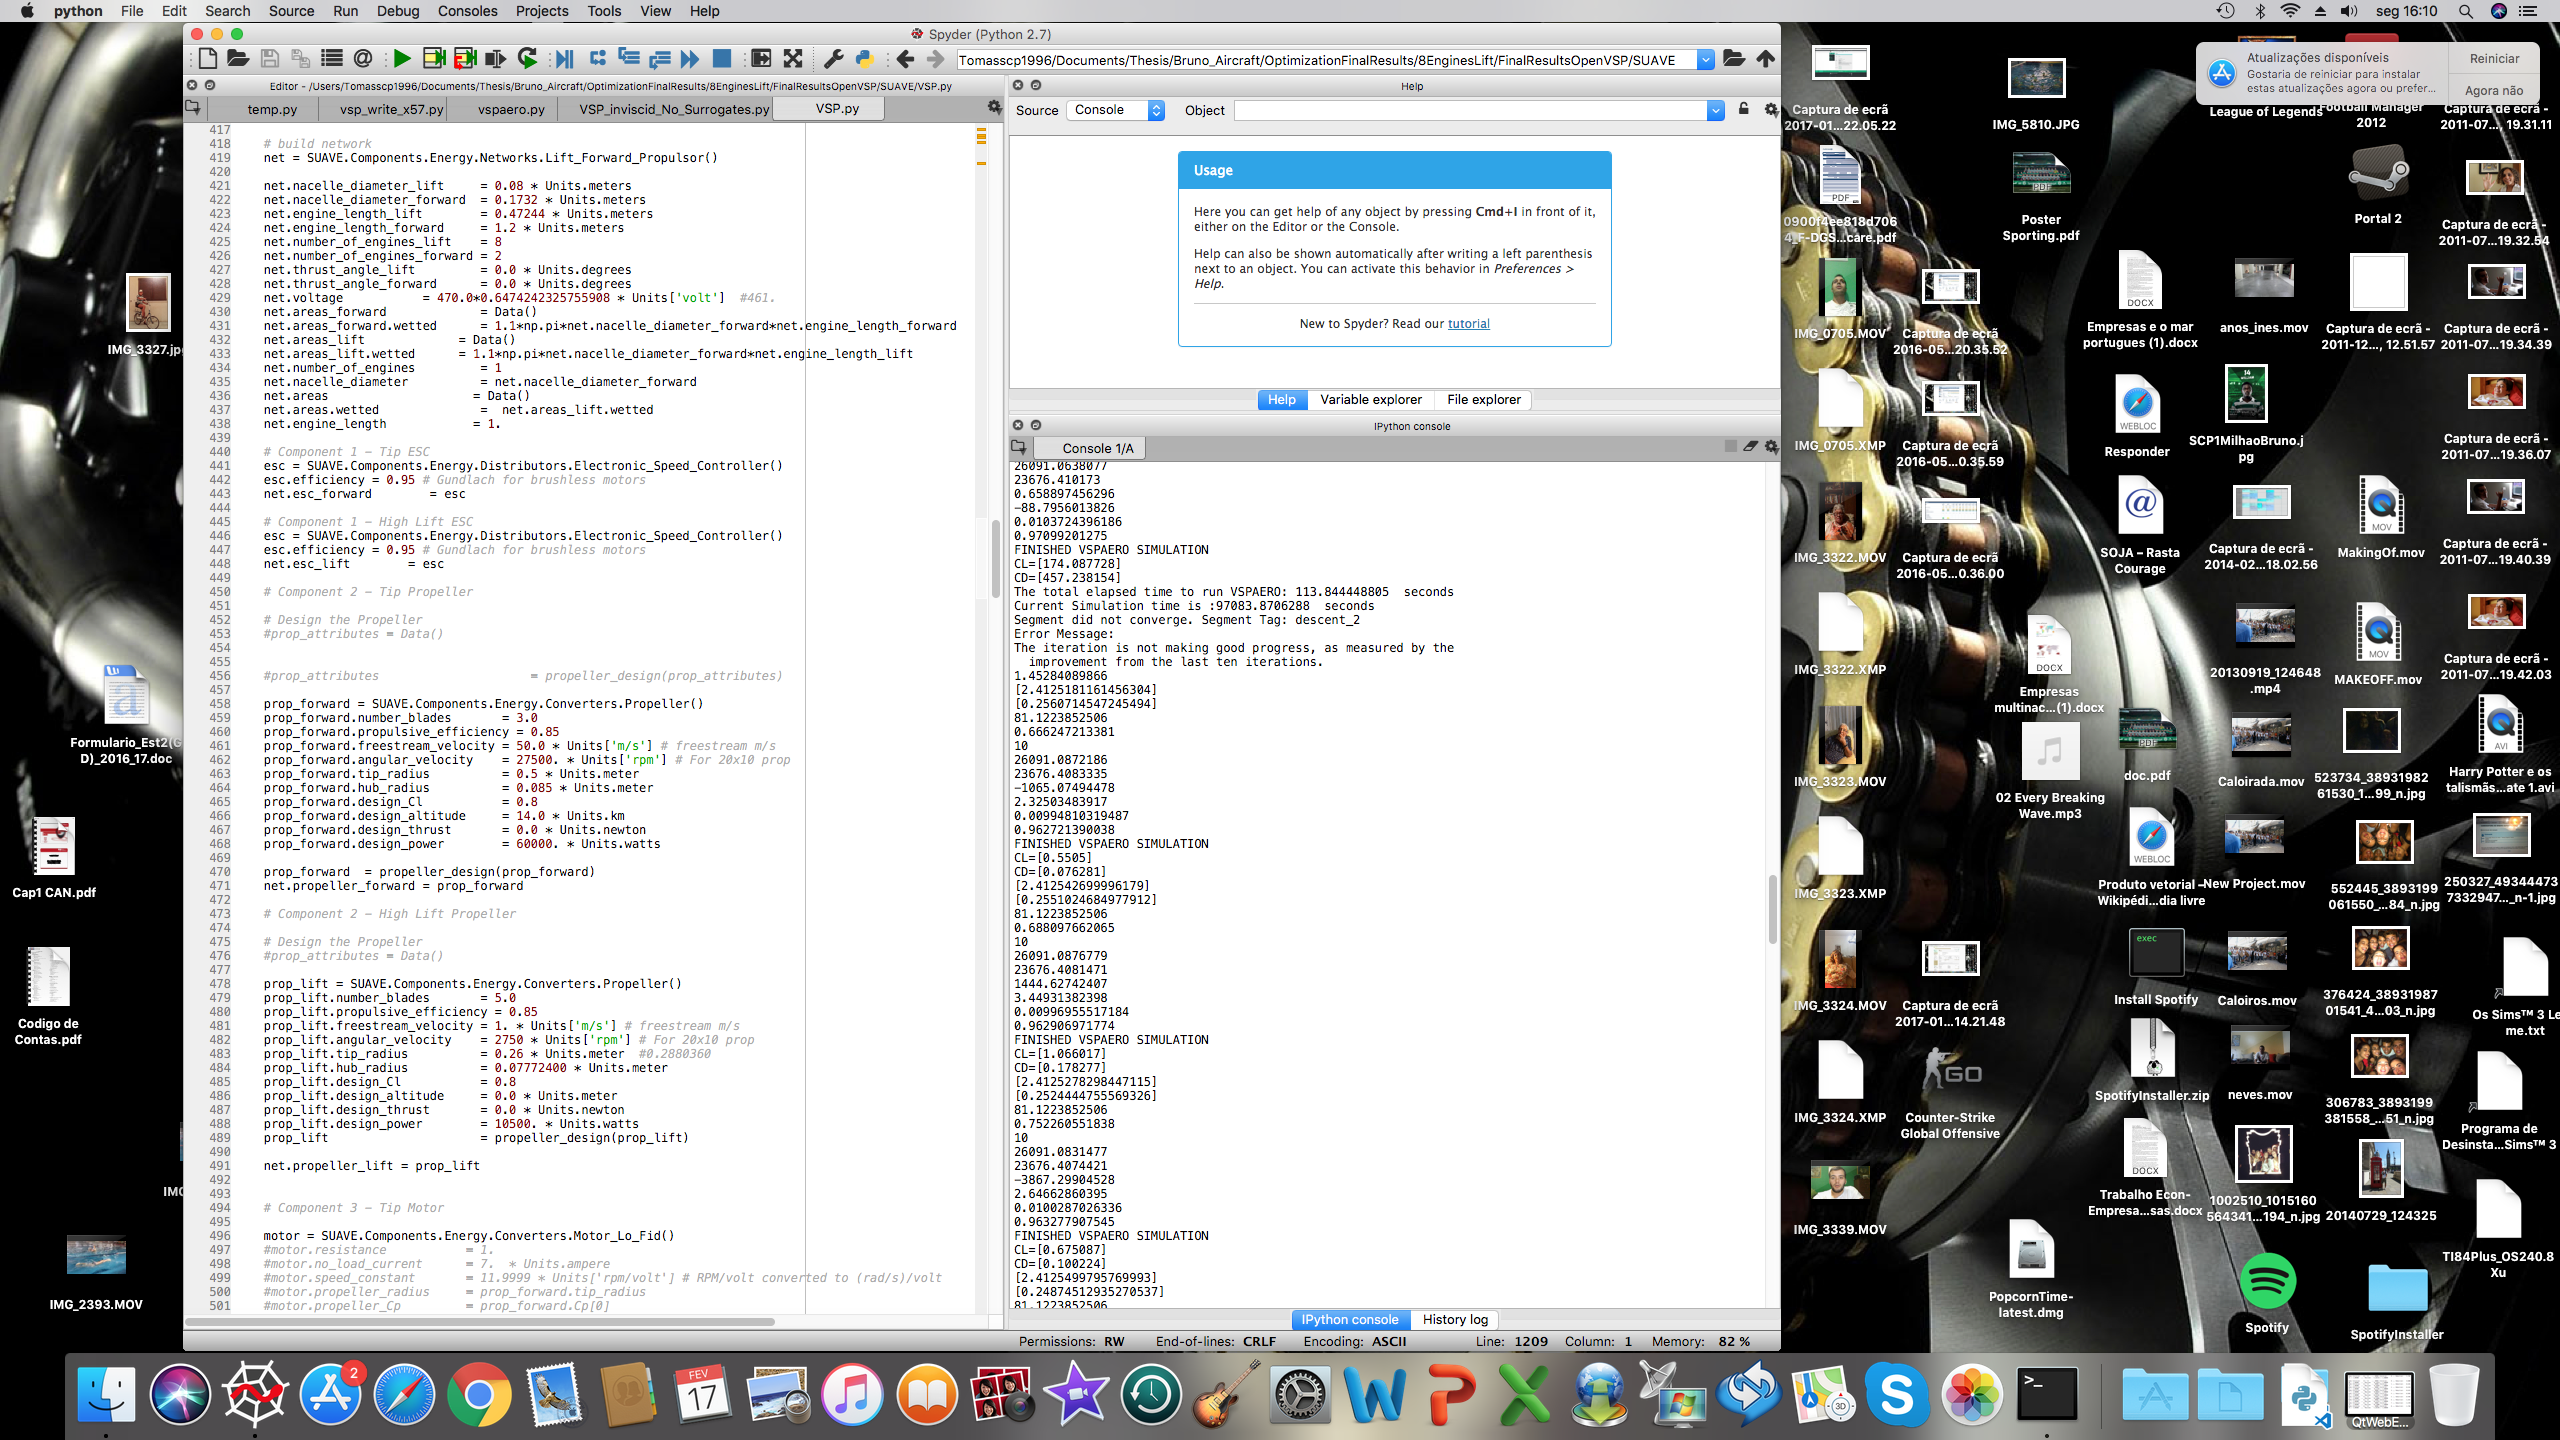 python File Edit Search Source Run Debug Consoles Projects Tools View Help
seg 16:10
Spyder (Python 2.7)
Tomasscp1996/Documents/Thesis/Bruno_Aircraft/OptimizationFinalResults/8EnginesLift/FinalResultsOpenVSP/SUAVE
Editor - /Users/Tomasscp1996/Documents/Thesis/Bruno_Aircraft/OptimizationFinalResults/8EnginesLift/FinalResultsOpenVSP/SUAVE/VSP.py
temp.py vsp_write_x57.py vspaero.py VSP_inviscid_No_Surrogates.py VSP.py
417
418 # build network
419 net = SUAVE.Components.Energy.Networks.Lift_Forward_Propulsor()
420
421 net.nacelle_diameter_lift = 0.08 * Units.meters
422 net.nacelle_diameter_forward = 0.1732 * Units.meters
423 net.engine_length_lift = 0.47244 * Units.meters
424 net.engine_length_forward = 1.2 * Units.meters
425 net.number_of_engines_lift = 8
426 net.number_of_engines_forward = 2
427 net.thrust_angle_lift = 0.0 * Units.degrees
428 net.thrust_angle_forward = 0.0 * Units.degrees
429 net.voltage = 470.0*0.6474242325755908 * Units['volt'] #461.
430 net.areas_forward = Data()
431 net.areas_forward.wetted = 1.1*np.pi*net.nacelle_diameter_forward*net.engine_length_forward
432 net.areas_lift = Data()
433 net.areas_lift.wetted = 1.1*np.pi*net.nacelle_diameter_forward*net.engine_length_lift
434 net.number_of_engines = 1
435 net.nacelle_diameter = net.nacelle_diameter_forward
436 net.areas = Data()
437 net.areas.wetted = net.areas_lift.wetted
438 net.engine_length = 1.
439
440 # Component 1 - Tip ESC
441 esc = SUAVE.Components.Energy.Distributors.Electronic_Speed_Controller()
442 esc.efficiency = 0.95 # Gundlach for brushless motors
443 net.esc_forward = esc
444
445 # Component 1 - High Lift ESC
446 esc = SUAVE.Components.Energy.Distributors.Electronic_Speed_Controller()
447 esc.efficiency = 0.95 # Gundlach for brushless motors
448 net.esc_lift = esc
449
450 # Component 2 - Tip Propeller
451
452 # Design the Propeller
453 #prop_attributes = Data()
454
455
456 #prop_attributes = propeller_design(prop_attributes)
457
458 prop_forward = SUAVE.Components.Energy.Converters.Propeller()
459 prop_forward.number_blades = 3.0
460 prop_forward.propulsive_efficiency = 0.85
461 prop_forward.freestream_velocity = 50.0 * Units['m/s'] # freestream m/s
462 prop_forward.angular_velocity = 27500. * Units['rpm'] # For 20x10 prop
463 prop_forward.tip_radius = 0.5 * Units.meter
464 prop_forward.hub_radius = 0.085 * Units.meter
465 prop_forward.design_Cl = 0.8
466 prop_forward.design_altitude = 14.0 * Units.km
467 prop_forward.design_thrust = 0.0 * Units.newton
468 prop_forward.design_power = 60000. * Units.watts
469
470 prop_forward = propeller_design(prop_forward)
471 net.propeller_forward = prop_forward
472
473 # Component 2 - High Lift Propeller
474
475 # Design the Propeller
476 #prop_attributes = Data()
477
478 prop_lift = SUAVE.Components.Energy.Converters.Propeller()
479 prop_lift.number_blades = 5.0
480 prop_lift.propulsive_efficiency = 0.85
481 prop_lift.freestream_velocity = 1. * Units['m/s'] # freestream m/s
482 prop_lift.angular_velocity = 2750 * Units['rpm'] # For 20x10 prop
483 prop_lift.tip_radius = 0.26 * Units.meter #0.2880360
484 prop_lift.hub_radius = 0.07772400 * Units.meter
485 prop_lift.design_Cl = 0.8
486 prop_lift.design_altitude = 0.0 * Units.meter
487 prop_lift.design_thrust = 0.0 * Units.newton
488 prop_lift.design_power = 10500. * Units.watts
489 prop_lift = propeller_design(prop_lift)
490
491 net.propeller_lift = prop_lift
492
493
494 # Component 3 - Tip Motor
495
496 motor = SUAVE.Components.Energy.Converters.Motor_Lo_Fid()
497 #motor.resistance = 1.
498 #motor.no_load_current = 7. * Units.ampere
499 #motor.speed_constant = 11.9999 * Units['rpm/volt'] # RPM/volt converted to (rad/s)/volt
500 #motor.propeller_radius = prop_forward.tip_radius
501 #motor.propeller_Cp = prop_forward.Cp[0]
Help
Source Console Object
Usage
Here you can get help of any object by pressing Cmd+I in front of it,
either on the Editor or the Console.
Help can also be shown automatically after writing a left parenthesis
next to an object. You can activate this behavior in Preferences >
Help.
New to Spyder? Read our tutorial
Help Variable explorer File explorer
IPython console
Console 1/A
26091.0638077
23676.410173
0.658897456296
-88.7956013826
0.0103724396186
0.97099201275
FINISHED VSPAERO SIMULATION
CL=[174.087728]
CD=[457.238154]
The total elapsed time to run VSPAERO: 113.844448805 seconds
Current Simulation time is :97083.8706288 seconds
Segment did not converge. Segment Tag: descent_2
Error Message:
The iteration is not making good progress, as measured by the
improvement from the last ten iterations.
1.45284089866
[2.4125181161456304]
[0.2560714547245494]
81.1223852506
0.666247213381
10
26091.0872186
23676.4083335
-1065.07494478
2.32503483917
0.00994810319487
0.962721390038
FINISHED VSPAERO SIMULATION
CL=[0.5505]
CD=[0.076281]
[2.412542699996179]
[0.2551024684977912]
81.1223852506
0.688097662065
10
26091.0876779
23676.4081471
1444.62742407
3.44931382398
0.00996955517184
0.962906971774
FINISHED VSPAERO SIMULATION
CL=[1.066017]
CD=[0.178277]
[2.4125278298447115]
[0.2524444755569326]
81.1223852506
0.752260551838
10
26091.0831477
23676.4074421
-3867.29904528
2.64662860395
0.0100287026336
0.963277907545
FINISHED VSPAERO SIMULATION
CL=[0.675087]
CD=[0.100224]
[2.4125499795769993]
[0.24874512935270537]
81.1223852506
IPython console History log
Permissions: RW End-of-lines: CRLF Encoding: ASCII Line: 1209 Column: 1 Memory: 82 %
Atualizações disponíveis
Gostaria de reiniciar para instalar
estas atualizações agora ou prefer...
Reiniciar
Agora não
IMG_3327.jp
Formulario_Est2(G
D)_2016_17.doc
Cap1 CAN.pdf
Codigo de
Contas.pdf
IMG_2393.MOV
Captura de ecrã
2017-01...22.05.22
0900f4ee818d706
4_F-DGS...care.pdf
IMG_0705.MOV
IMG_0705.XMP
IMG_3322.MOV
IMG_3322.XMP
IMG_3323.MOV
IMG_3323.XMP
IMG_3324.MOV
IMG_3324.XMP
IMG_3339.MOV
Captura de ecrã
2016-05...20.35.52
Captura de ecrã
2016-05...0.35.59
Captura de ecrã
2016-05...0.36.00
Captura de ecrã
2017-01...14.21.48
GO
Counter-Strike
Global Offensive
IMG_5810.JPG
Poster
Sporting.pdf
Empresas
multinac...(1).docx
02 Every Breaking
Wave.mp3
PopcornTime-
latest.dmg
Empresas e o mar
portugues (1).docx
Responder
SOJA – Rasta
Courage
doc.pdf
Produto vetorial –
Wikipédi...dia livre
Install Spotify
SpotifyInstaller.zip
Trabalho Econ-
Empresa...sas.docx
League of Legends
anos_ines.mov
SCP1MilhaoBruno.j
pg
Captura de ecrã -
2014-02...18.02.56
20130919_124648
.mp4
Caloirada.mov
New Project.mov
Caloiros.mov
neves.mov
1002510_1015160
564341...194_n.jpg
Spotify
Football Manager
2012
Portal 2
Captura de ecrã -
2011-12..., 12.51.57
MakingOf.mov
MAKEOFF.mov
523734_38931982
61530_1...99_n.jpg
552445_3893199
061550_...84_n.jpg
376424_38931987
01541_4...03_n.jpg
306783_3893199
381558_...51_n.jpg
20140729_124325
SpotifyInstaller
Captura de ecrã -
2011-07..., 19.31.11
Captura de ecrã -
2011-07...19.32.54
Captura de ecrã -
2011-07...19.34.39
Captura de ecrã -
2011-07...19.36.07
Captura de ecrã -
2011-07...19.40.39
Captura de ecrã -
2011-07...19.42.03
Harry Potter e os
talismãs...ate 1.avi
250327_49344473
7332947..._n-1.jpg
Os Sims™ 3 Le
me.txt
Programa de
Desinsta...Sims™ 3
TI84Plus_OS240.8
Xu
2
FEV
17
QtWebE...